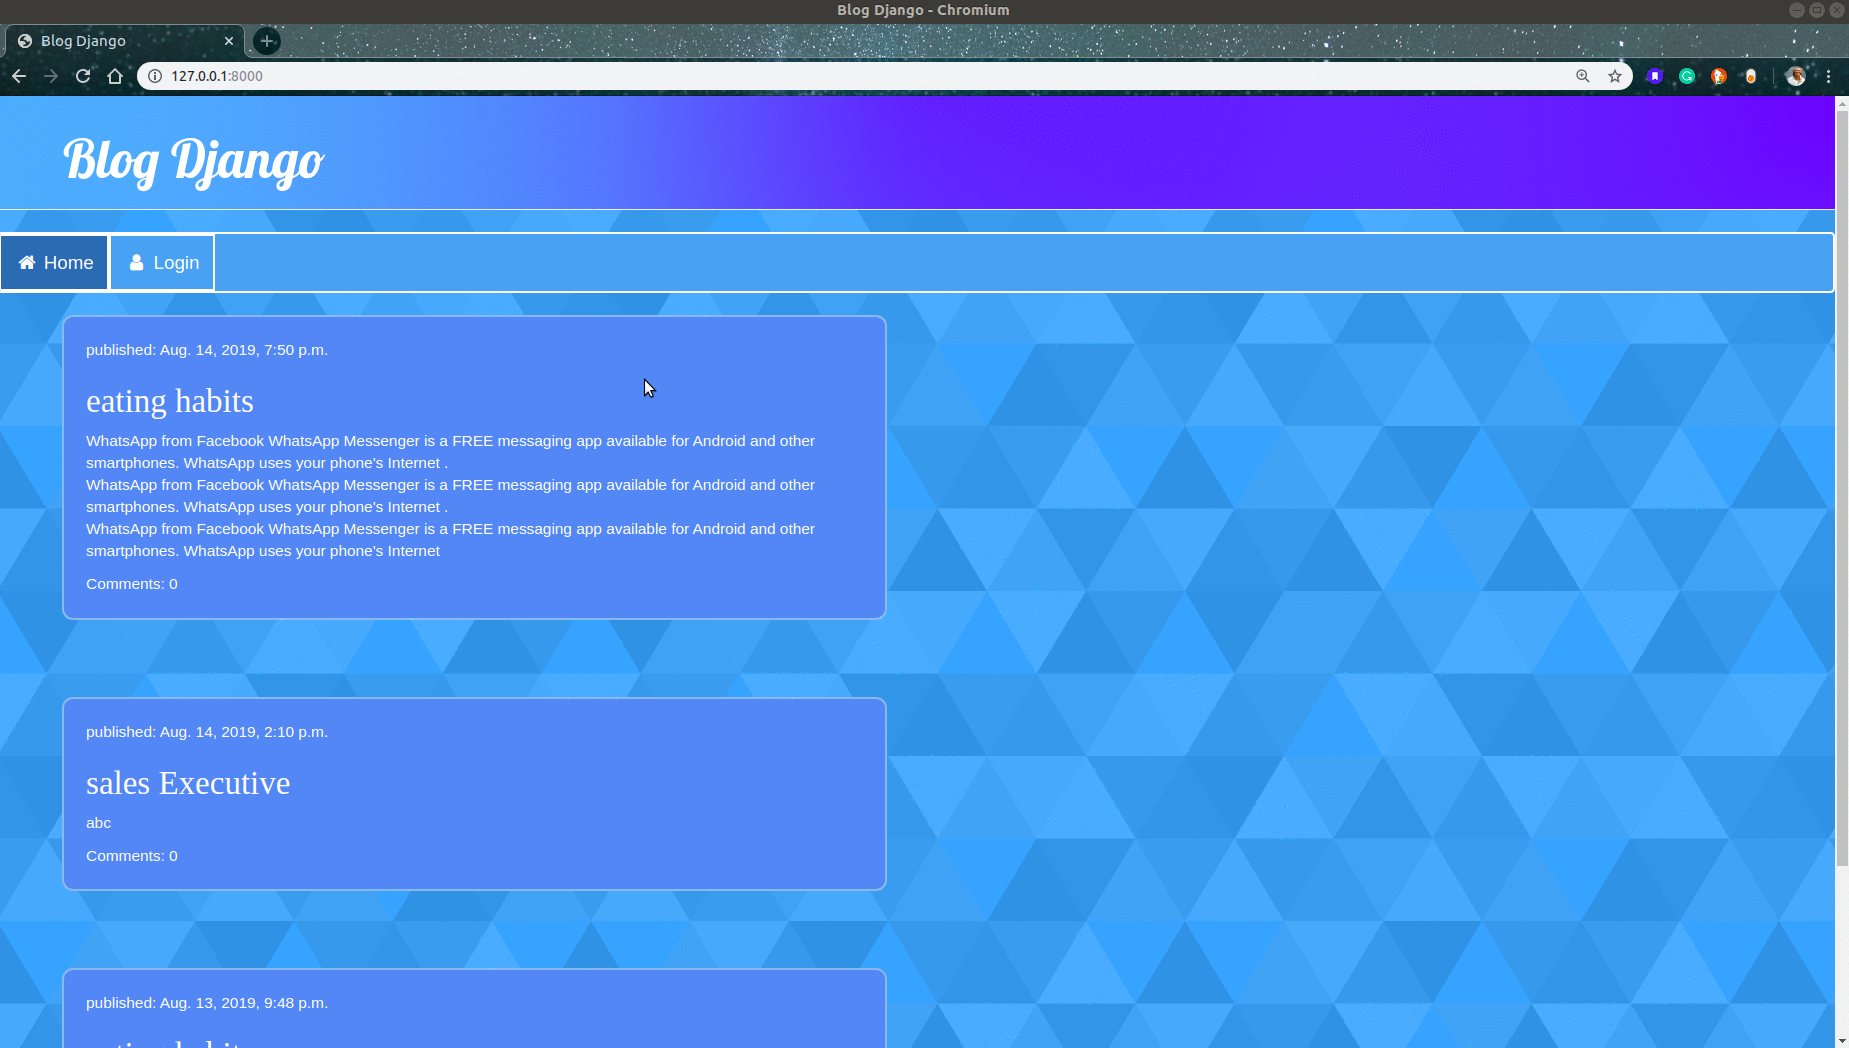 Blog Django - Chromium
Blog Django
127.0.0.1:8000
Blog Django
Home
Login
published: Aug. 14, 2019, 7:50 p.m.
eating habits
WhatsApp from Facebook WhatsApp Messenger is a FREE messaging app available for Android and other
smartphones. WhatsApp uses your phone's Internet .
WhatsApp from Facebook WhatsApp Messenger is a FREE messaging app available for Android and other
smartphones. WhatsApp uses your phone's Internet .
WhatsApp from Facebook WhatsApp Messenger is a FREE messaging app available for Android and other
smartphones. WhatsApp uses your phone's Internet
Comments: 0
published: Aug. 14, 2019, 2:10 p.m.
sales Executive
abc
Comments: 0
published: Aug. 13, 2019, 9:48 p.m.